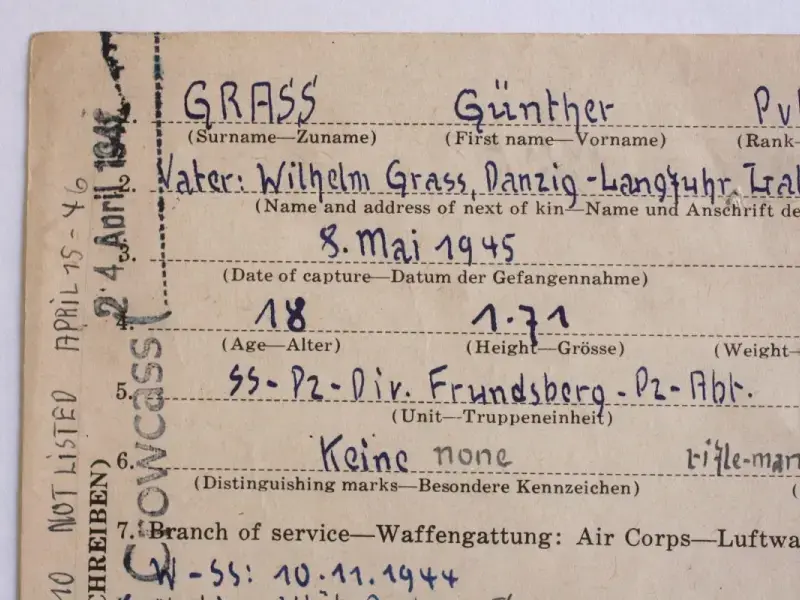 1. GRASS Günther Pv
(Surname—Zuname) (First name—Vorname) (Rank—
2. Vater: Wilhelm Grass, Danzig-Langfuhr,
(Name and address of next of kin—Name und Anschrift de
3. 8. Mai 1945
(Date of capture—Datum der Gefangennahme)
4. 18 1.71
(Age—Alter) (Height—Grösse) (Weight—
5. SS-Pz-Div. Frundsberg-Pz-Abt.
(Unit—Truppeneinheit)
6. Keine none rifle-man
(Distinguishing marks—Besondere Kennzeichen) (
7. Branch of service—Waffengattung: Air Corps—Luftwa
W-SS: 10.11.1944
24. April
Crowcass
NOT LISTED APRIL 15-46
CHREIBEN)